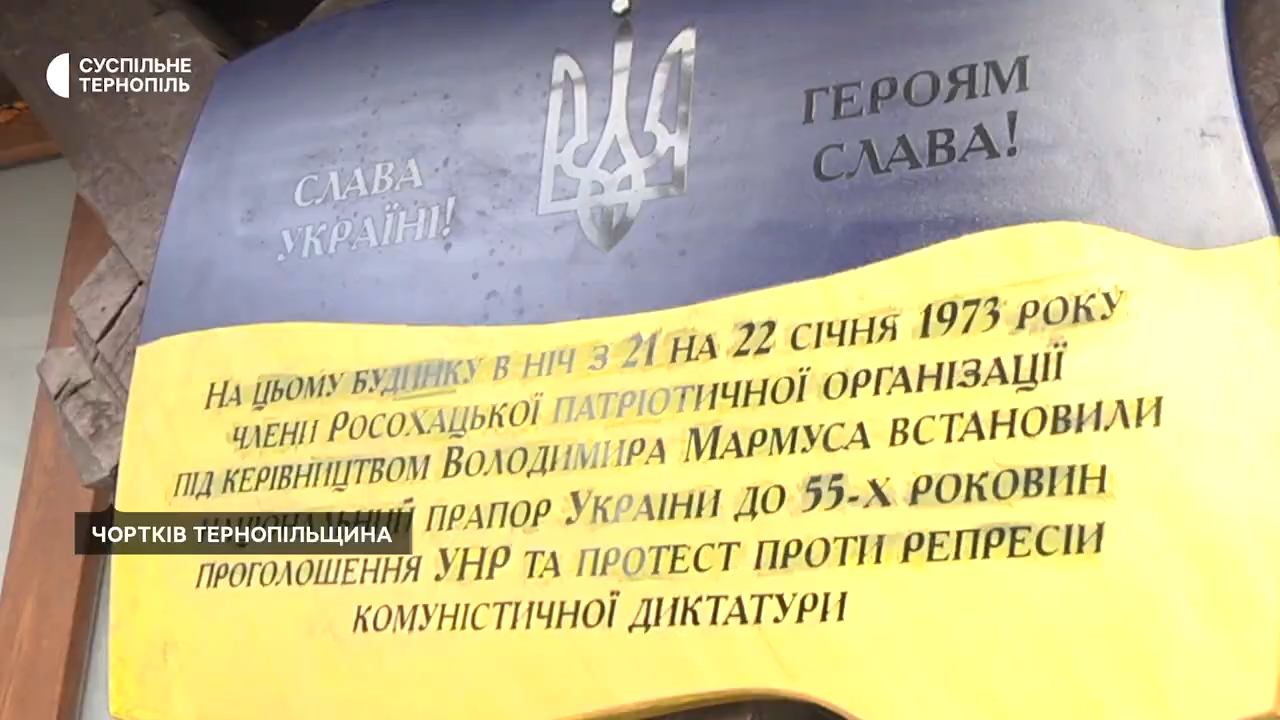 СУСПІЛЬНЕ
ТЕРНОПІЛЬ
СЛАВА
УКРАЇНІ!
ГЕРОЯМ
СЛАВА!
НА ЦЬОМУ БУДИНКУ В НІЧ З 21 НА 22 СІЧНЯ 1973 РОКУ
ЧЛЕНИ РОСОХАЦЬКОЇ ПАТРІОТИЧНОЇ ОРГАНІЗАЦІЇ
ПІД КЕРІВНИЦТВОМ ВОЛОДИМИРА МАРМУСА ВСТАНОВИЛИ
НАЦІОНАЛЬНИЙ ПРАПОР УКРАЇНИ ДО 55-Х РОКОВИН
ПРОГОЛОШЕННЯ УНР ТА ПРОТЕСТ ПРОТИ РЕПРЕСІЙ
КОМУНІСТИЧНОЇ ДИКТАТУРИ
ЧОРТКІВ ТЕРНОПІЛЬЩИНА